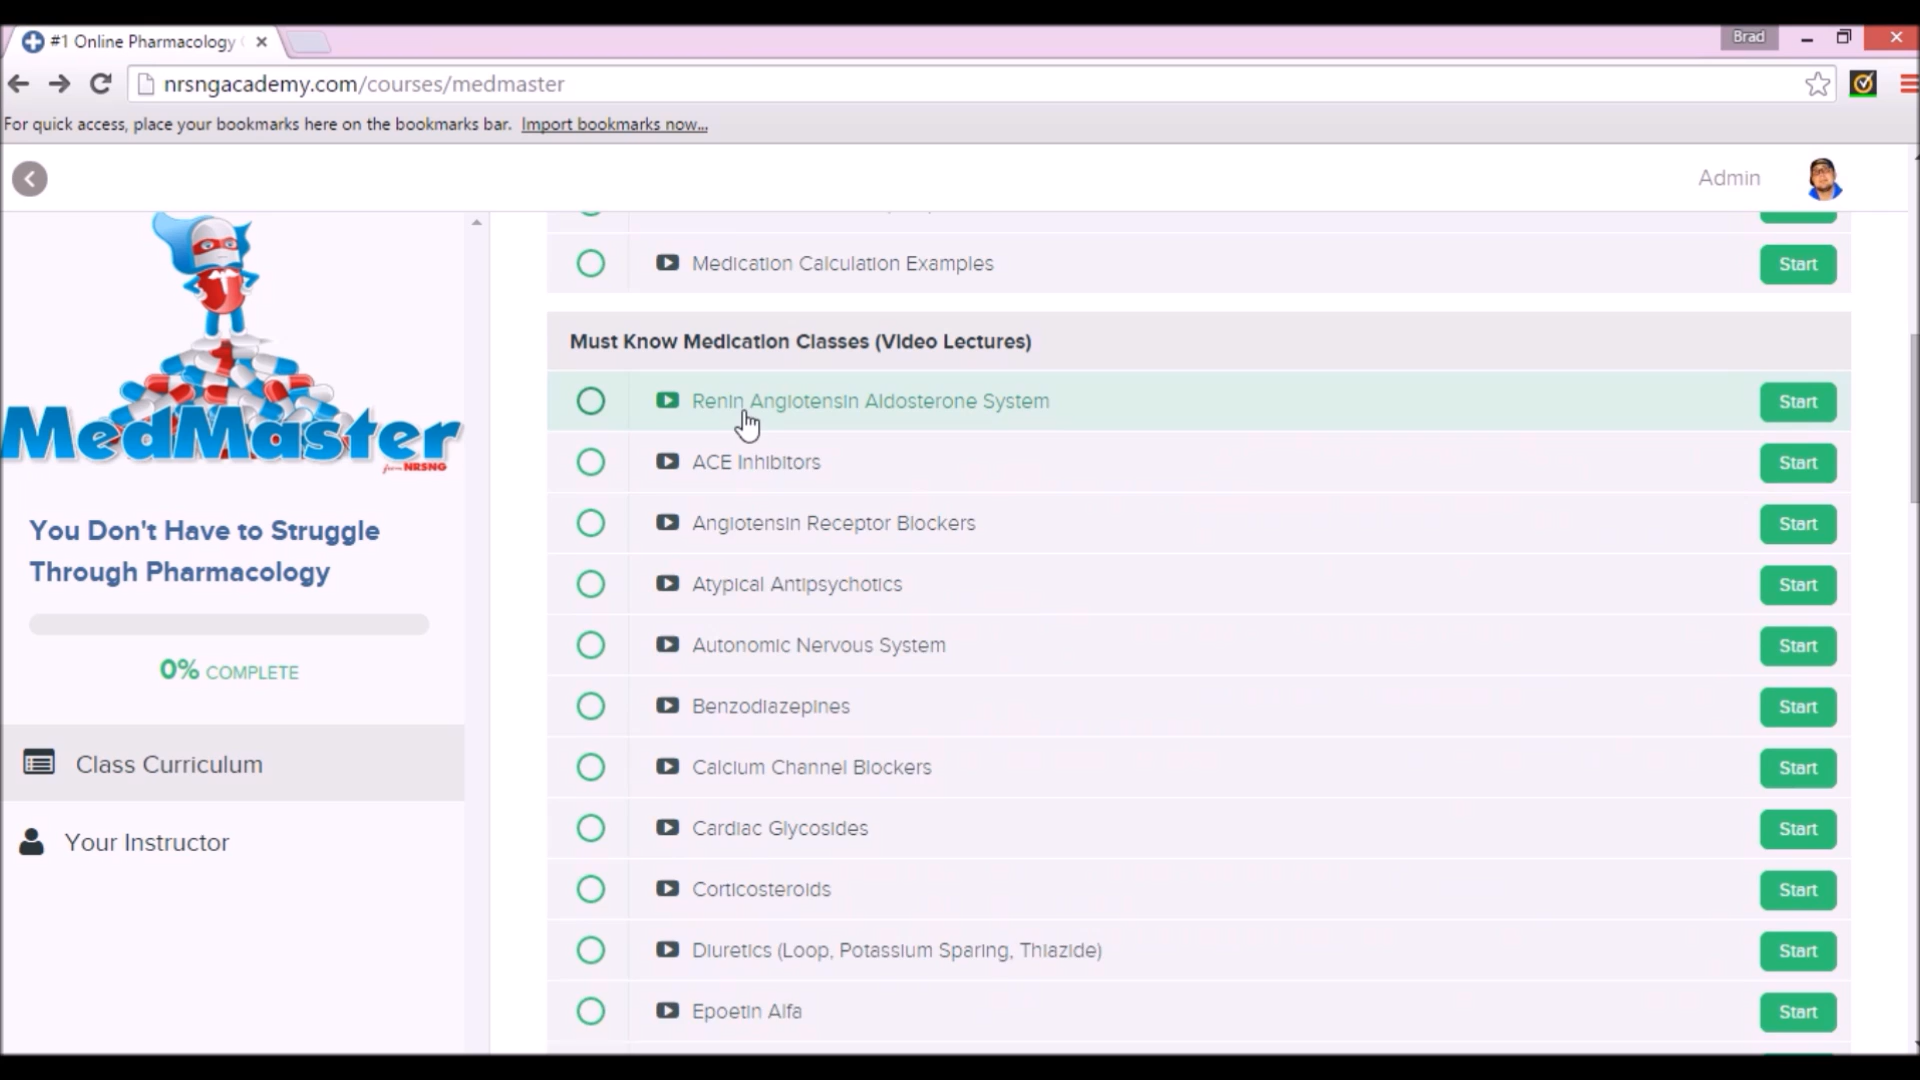 #1 Online Pharmacology
Brad
nrsngacademy.com/courses/medmaster
For quick access, place your bookmarks here on the bookmarks bar. Import bookmarks now...
Admin
MedMaster
from NRSNG
You Don't Have to Struggle
Through Pharmacology
0% COMPLETE
Class Curriculum
Your Instructor
Medication Calculation Examples Start
Must Know Medication Classes (Video Lectures)
Renin Angiotensin Aldosterone System Start
ACE Inhibitors Start
Angiotensin Receptor Blockers Start
Atypical Antipsychotics Start
Autonomic Nervous System Start
Benzodiazepines Start
Calcium Channel Blockers Start
Cardiac Glycosides Start
Corticosteroids Start
Diuretics (Loop, Potassium Sparing, Thiazide) Start
Epoetin Alfa Start